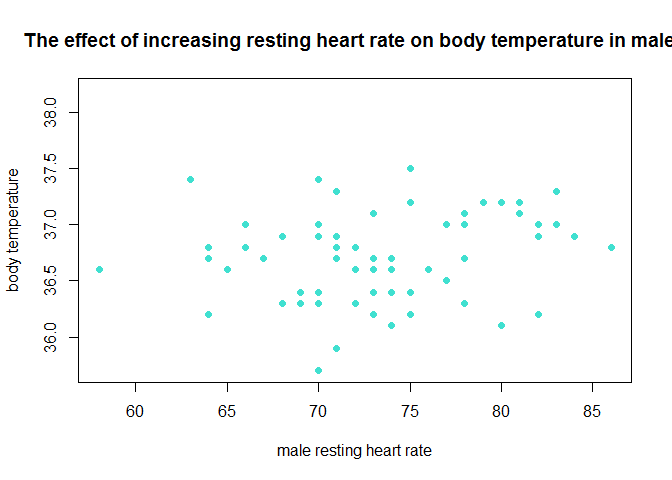 The effect of increasing resting heart rate on body temperature in male
body temperature
38.0
37.5
37.0
36.5
36.0
60 65 70 75 80 85
male resting heart rate